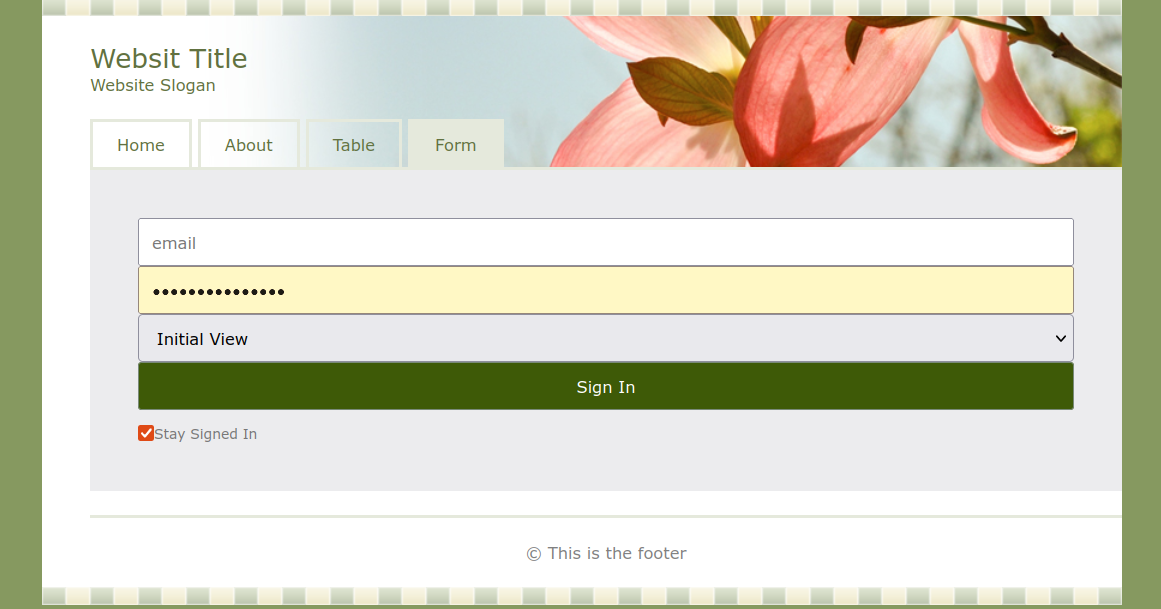 Websit Title
Website Slogan
Home About Table Form
email
•••••••••••••••
Initial View
Sign In
Stay Signed In
© This is the footer